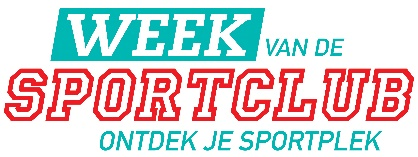 WEEK VAN DE
SPORTCLUB
ONTDEK JE SPORTPLEK